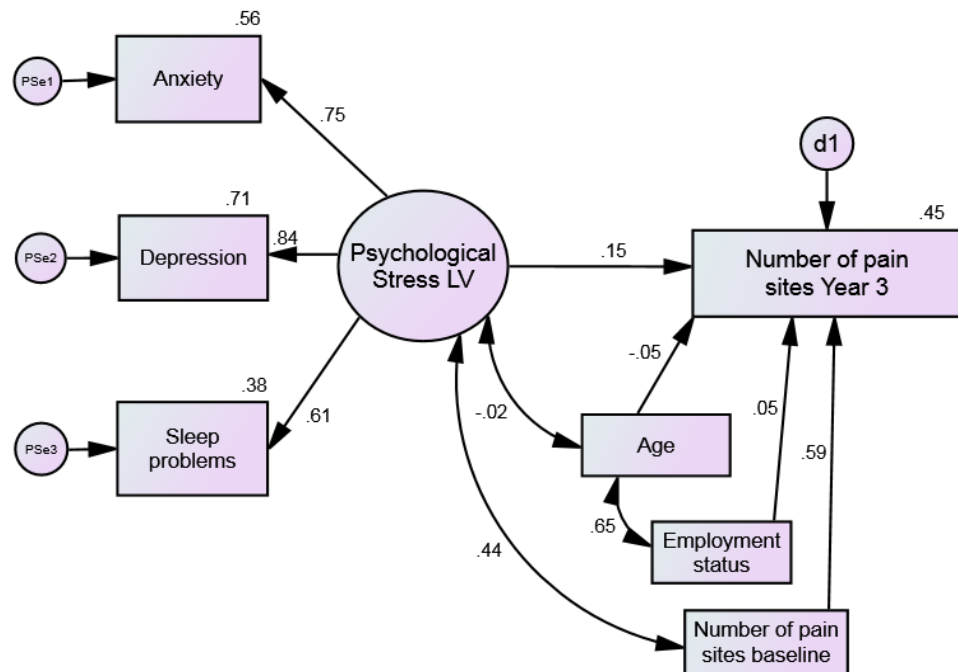 .56
PSe1
Anxiety
.75
d1
.71
.45
PSe2
Depression
.84
Psychological
Stress LV
.15
Number of pain
sites Year 3
-.05
.38
PSe3
Sleep
problems
.61
-.02
.05
Age
.59
.65
Employment
status
.44
Number of pain
sites baseline